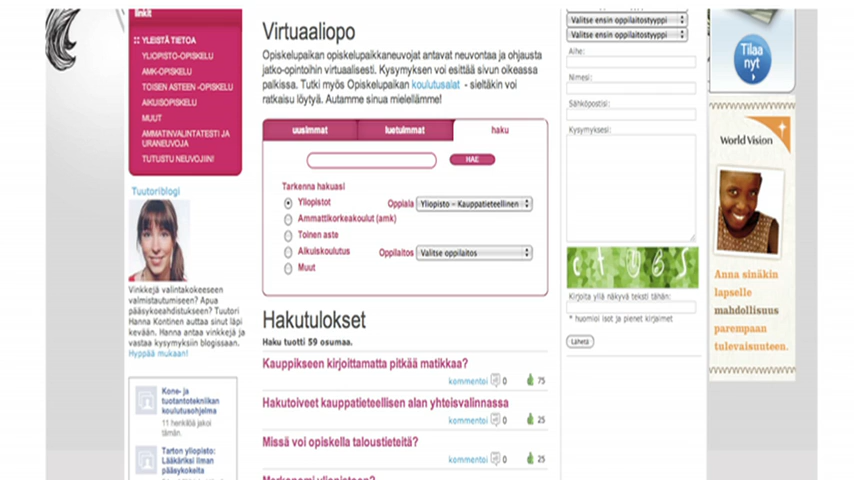 linkit
:: YLEISTÄ TIETOA
YLIOPISTO-OPISKELU
AMK-OPISKELU
TOISEN ASTEEN -OPISKELU
AIKUISOPISKELU
MUUT
AMMATINVALINTATESTI JA
URANEUVOJA
TUTUSTU NEUVOJIIN!
Tuutoriblogi
Vinkkejä valintakokeeseen
valmistautumiseen? Apua
pääsykoeahdistukseen? Tuutori
Hanna Kontinen auttaa sinut läpi
kevään. Hanna antaa vinkkejä ja
vastaa kysymyksiin blogissaan.
Hyppää mukaan!
Kone- ja
tuotantotekniikan
koulutusohjelma
11 henkilöä jakoi
tämän.
Tarton yliopisto:
Lääkäriksi ilman
pääsykokeita
Virtuaaliopo
Opiskelupaikan opiskelupaikkaneuvojat antavat neuvontaa ja ohjausta
jatko-opintoihin virtuaalisesti. Kysymyksen voi esittää sivun oikeassa
palkissa. Tutki myös Opiskelupaikan koulutusalat - sieltäkin voi
ratkaisu löytyä. Autamme sinua mielellämme!
uusimmat luetuimmat haku
HAE
Tarkenna hakuasi
Yliopistot Oppiala Yliopisto - Kauppatieteellinen
Ammattikorkeakoulut (amk)
Toinen aste
Aikuiskoulutus Oppilaitos Valitse oppilaitos
Muut
Hakutulokset
Haku tuotti 59 osumaa.
Kauppikseen kirjoittamatta pitkää matikkaa?
kommentoi 0 75
Hakutoiveet kauppatieteellisen alan yhteisvalinnassa
kommentoi 0 25
Missä voi opiskella taloustieteitä?
kommentoi 0 25
Merkonomi yliopistoon?
Valitse ensin oppilaitostyyppi
Valitse ensin oppilaitostyyppi
Aihe:
Nimesi:
Sähköpostisi:
Kysymyksesi:
Kirjoita yllä näkyvä teksti tähän:
* huomioi isot ja pienet kirjaimet
Lähetä
Tilaa
nyt
World Vision
Anna sinäkin
lapselle
mahdollisuus
parempaan
tulevaisuuteen.